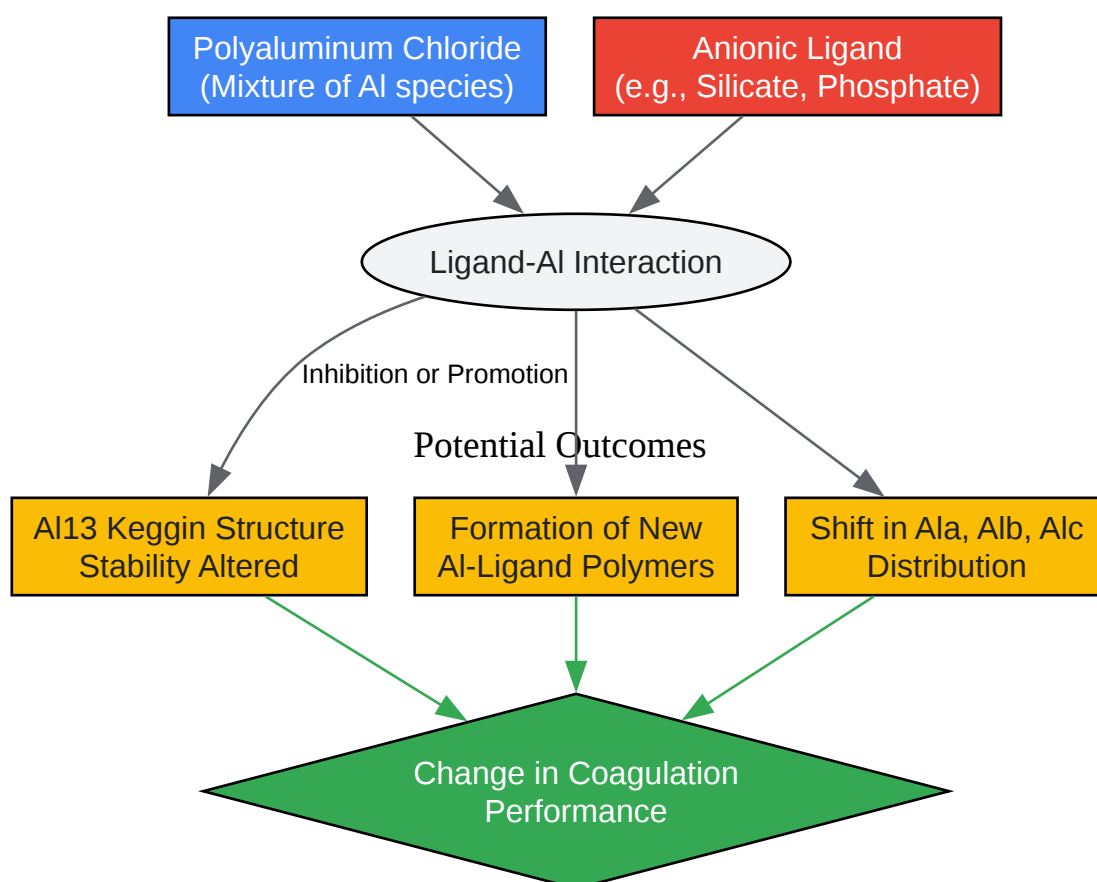 Polyaluminum Chloride
(Mixture of Al species)
Anionic Ligand
(e.g., Silicate, Phosphate)
Ligand-Al Interaction
Inhibition or Promotion
Potential Outcomes
Al13 Keggin Structure
Stability Altered
Formation of New
Al-Ligand Polymers
Shift in Ala, Alb, Alc
Distribution
Change in Coagulation
Performance